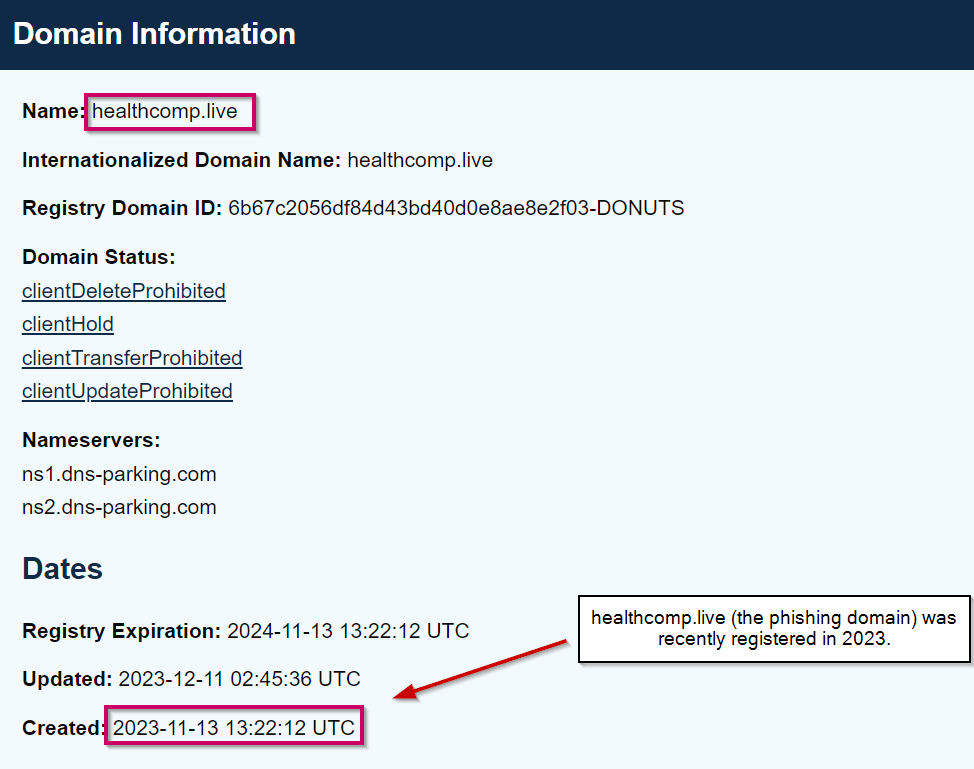 Domain Information
Name: healthcomp.live
Internationalized Domain Name: healthcomp.live
Registry Domain ID: 6b67c2056df84d43bd40d0e8ae8e2f03-DONUTS
Domain Status:
clientDeleteProhibited
clientHold
clientTransferProhibited
clientUpdateProhibited
Nameservers:
ns1.dns-parking.com
ns2.dns-parking.com
Dates
Registry Expiration: 2024-11-13 13:22:12 UTC
Updated: 2023-12-11 02:45:36 UTC
Created: 2023-11-13 13:22:12 UTC
healthcomp.live (the phishing domain) was
recently registered in 2023.